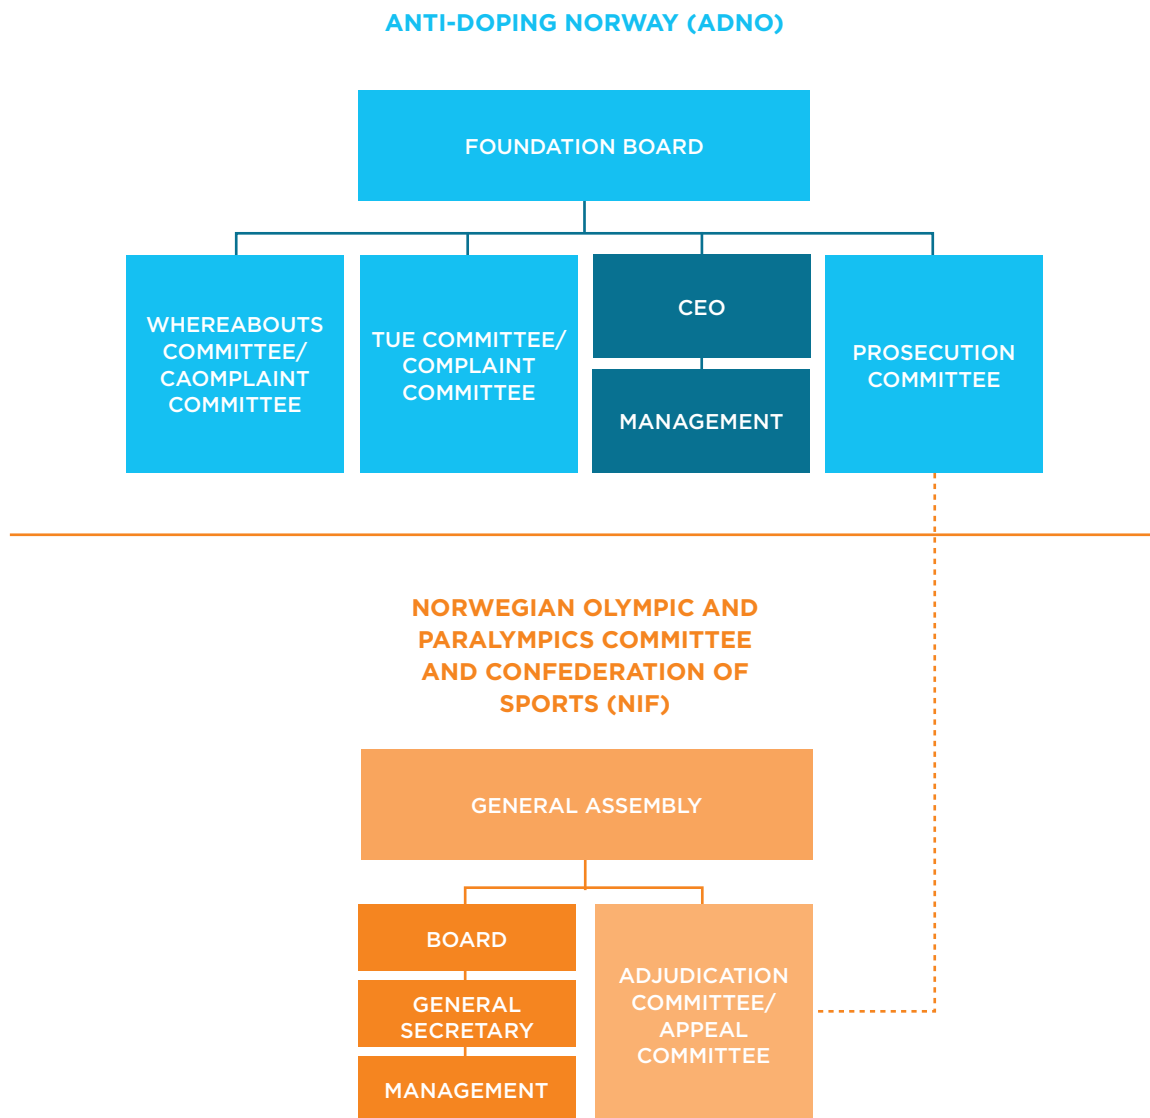 ANTI-DOPING NORWAY (ADNO)
FOUNDATION BOARD
WHEREABOUTS
COMMITTEE/
CAOMPLAINT
COMMITTEE
TUE COMMITTEE/
COMPLAINT
COMMITTEE
CEO
MANAGEMENT
PROSECUTION
COMMITTEE
NORWEGIAN OLYMPIC AND
PARALYMPICS COMMITTEE
AND CONFEDERATION OF
SPORTS (NIF)
GENERAL ASSEMBLY
BOARD
GENERAL
SECRETARY
MANAGEMENT
ADJUDICATION
COMMITTEE/
APPEAL
COMMITTEE